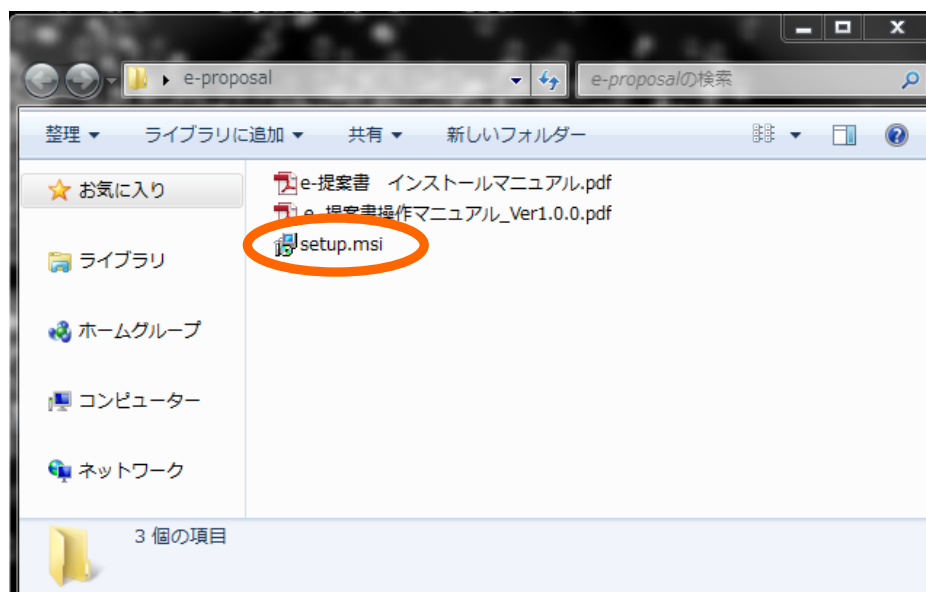 e-proposal
e-proposalの検索
整理
ライブラリに追加
共有
新しいフォルダー
お気に入り
ライブラリ
ホームグループ
コンピューター
ネットワーク
e-提案書　インストールマニュアル.pdf
e-提案書操作マニュアル_Ver1.0.0.pdf
setup.msi
3 個の項目